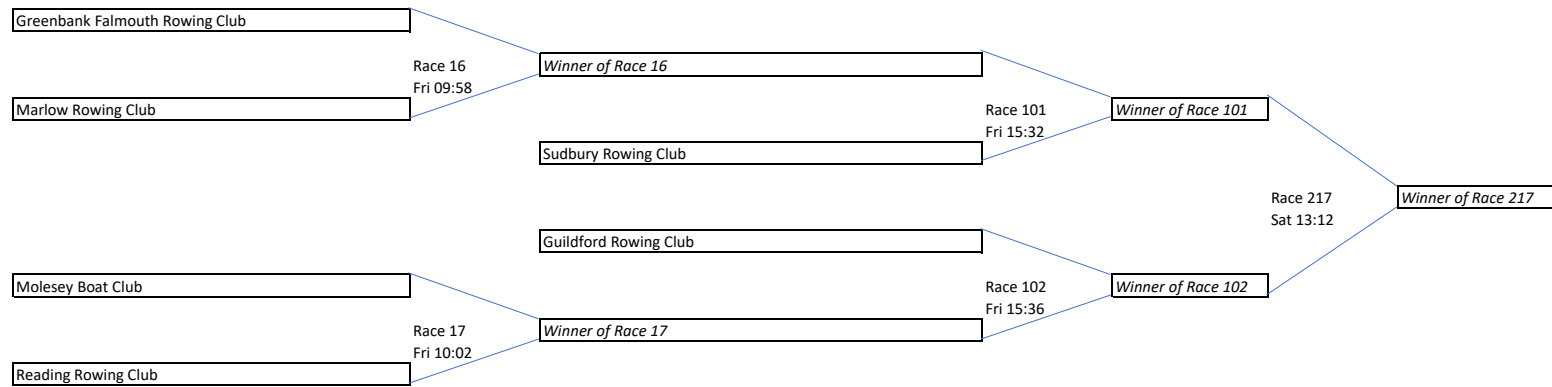 Greenbank Falmouth Rowing Club
Race 16
Fri 09:58
Winner of Race 16
Marlow Rowing Club
Race 101
Fri 15:32
Winner of Race 101
Sudbury Rowing Club
Race 217
Sat 13:12
Winner of Race 217
Guildford Rowing Club
Molesey Boat Club
Race 102
Fri 15:36
Winner of Race 102
Race 17
Fri 10:02
Winner of Race 17
Reading Rowing Club